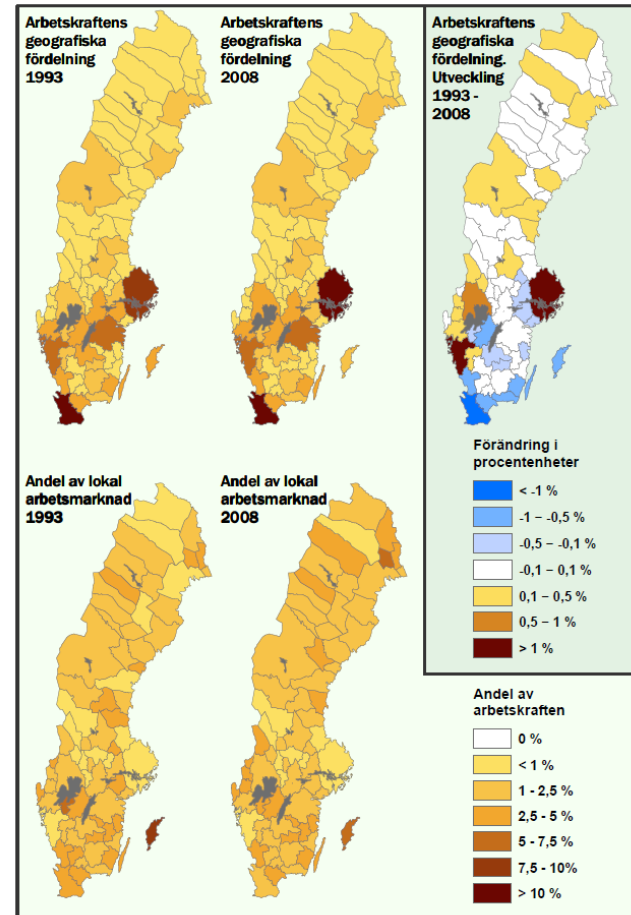 Arbetskraftens
geografiska
fördelning
1993
Arbetskraftens
geografiska
fördelning
2008
Arbetskraftens
geografiska
fördelning.
Utveckling
1993 -
2008
Andel av lokal
arbetsmarknad
1993
Andel av lokal
arbetsmarknad
2008
Förändring i
procentenheter
< -1 %
-1 – -0,5 %
-0,5 – -0,1 %
-0,1 – 0,1 %
0,1 – 0,5 %
0,5 – 1 %
> 1 %
Andel av
arbetskraften
0 %
<1 %
1 - 2,5 %
2,5 - 5 %
5 - 7,5 %
7,5 - 10%
> 10 %